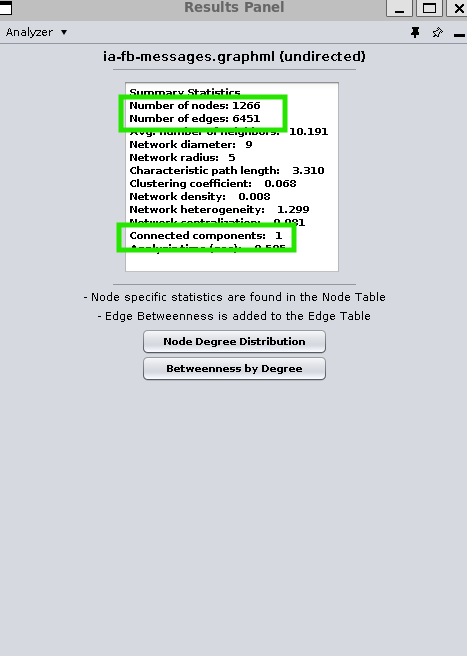 Results Panel
Analyzer
ia-fb-messages.graphml (undirected)
Summary Statistics
Number of nodes: 1266
Number of edges: 6451
Avg. number of neighbors: 10.191
Network diameter: 9
Network radius: 5
Characteristic path length: 3.310
Clustering coefficient: 0.068
Network density: 0.008
Network heterogeneity: 1.299
Network centralization: 0.081
Connected components: 1
Analysis time (sec): 0.505
- Node specific statistics are found in the Node Table
- Edge Betweenness is added to the Edge Table
Node Degree Distribution
Betweenness by Degree